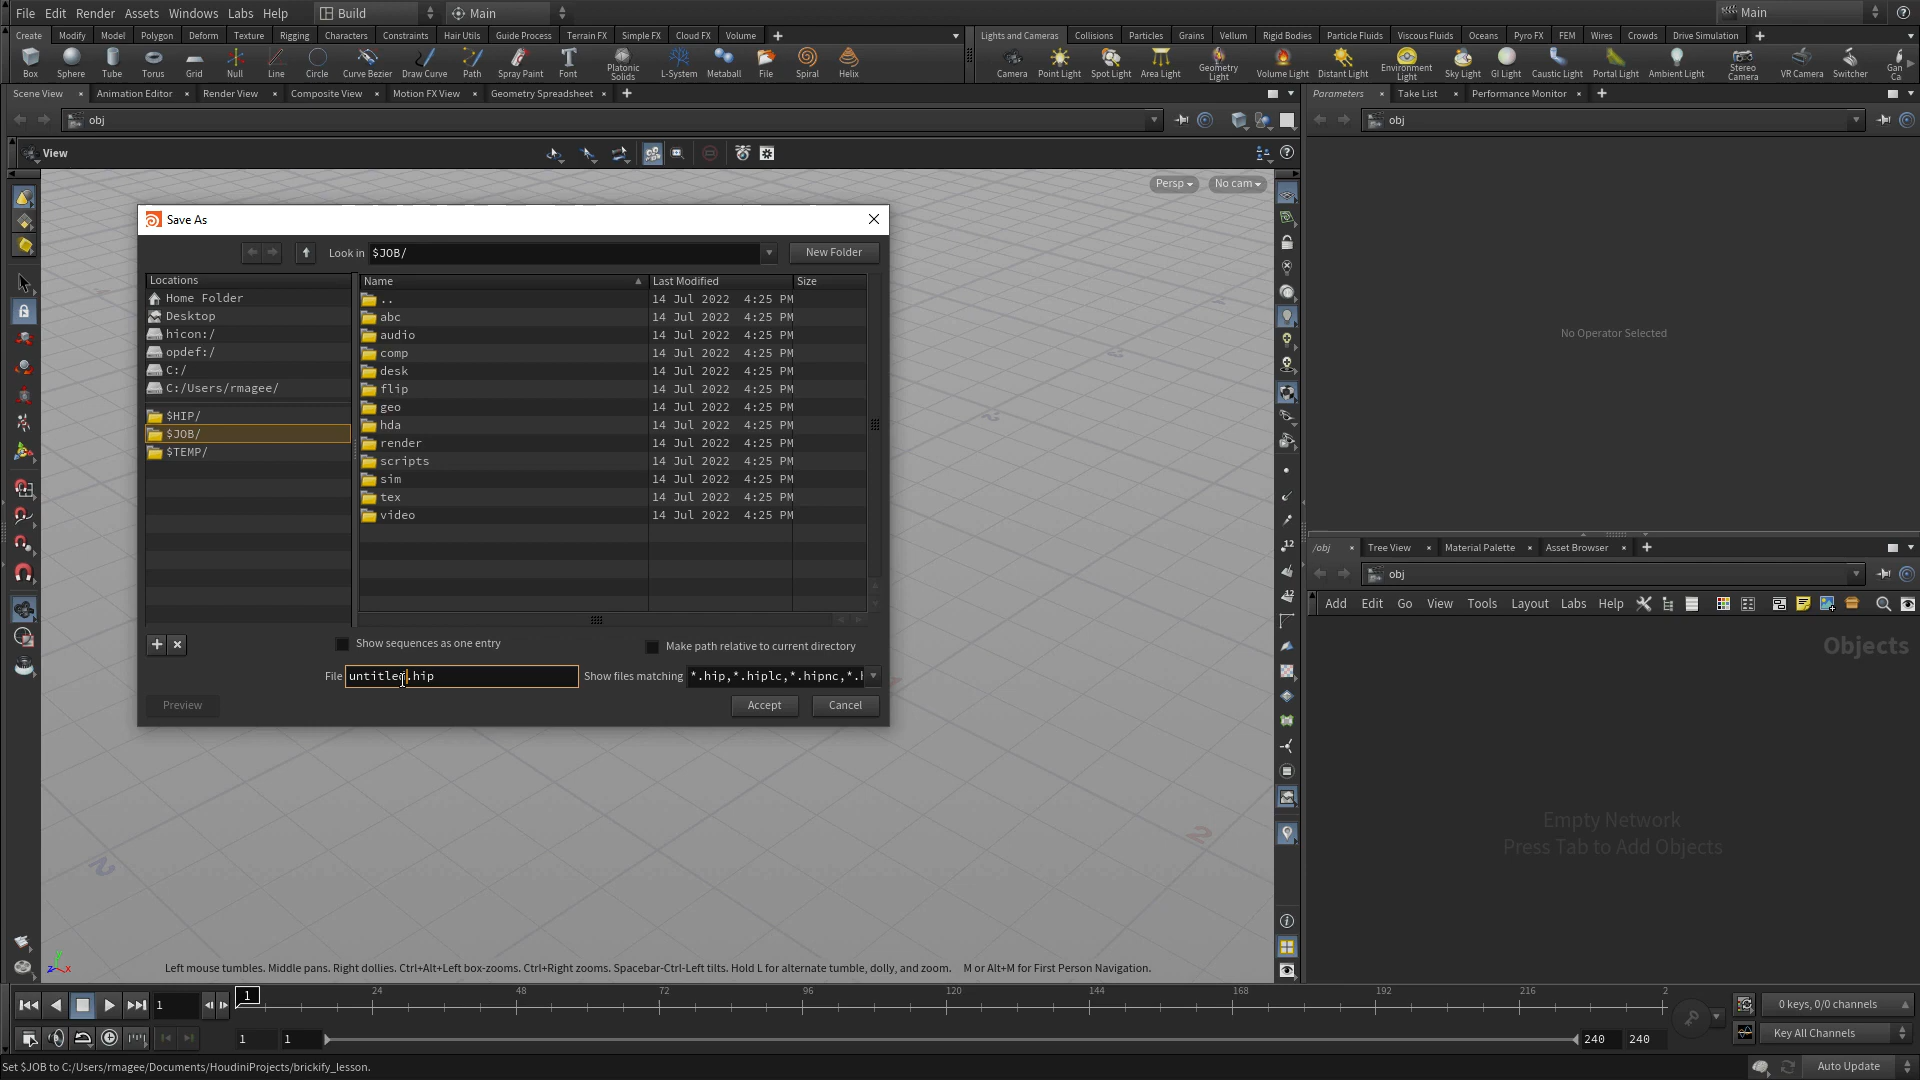 File Edit Render Assets Windows Labs Help Build Main Main
Create Modify Model Polygon Deform Texture Rigging Characters Constraints Hair Utils Guide Process Terrain FX Simple FX Cloud FX Volume
Lights and Cameras Collisions Particles Grains Vellum Rigid Bodies Particle Fluids Viscous Fluids Oceans Pyro FX FEM Wires Crowds Drive Simulation
Box Sphere Tube Torus Grid Null Line Circle Curve Bezier Draw Curve Path Spray Paint Font Platonic Solids L-System Metaball File Spiral Helix
Camera Point Light Spot Light Area Light Geometry Light Volume Light Distant Light Environment Light Sky Light GI Light Caustic Light Portal Light Ambient Light Stereo Camera VR Camera Switcher Gan Ca
Scene View Animation Editor Render View Composite View Motion FX View Geometry Spreadsheet
Parameters Take List Performance Monitor
obj
obj
View
Persp No cam
No Operator Selected
Save As
Look in $JOB/ New Folder
Locations
Home Folder
Desktop
hicon:/
opdef:/
C:/
C:/Users/rmagee/
$HIP/
$JOB/
$TEMP/
Name Last Modified Size
.. 14 Jul 2022 4:25 PM
abc 14 Jul 2022 4:25 PM
audio 14 Jul 2022 4:25 PM
comp 14 Jul 2022 4:25 PM
desk 14 Jul 2022 4:25 PM
flip 14 Jul 2022 4:25 PM
geo 14 Jul 2022 4:25 PM
hda 14 Jul 2022 4:25 PM
render 14 Jul 2022 4:25 PM
scripts 14 Jul 2022 4:25 PM
sim 14 Jul 2022 4:25 PM
tex 14 Jul 2022 4:25 PM
video 14 Jul 2022 4:25 PM
Show sequences as one entry Make path relative to current directory
File untitled.hip Show files matching *.hip,*.hiplc,*.hipnc,*.h
Preview Accept Cancel
/obj Tree View Material Palette Asset Browser
obj
Add Edit Go View Tools Layout Labs Help
Objects
Empty Network
Press Tab to Add Objects
12
12
2
2
Left mouse tumbles. Middle pans. Right dollies. Ctrl+Alt+Left box-zooms. Ctrl+Right zooms. Spacebar-Ctrl-Left tilts. Hold L for alternate tumble, dolly, and zoom. M or Alt+M for First Person Navigation.
z y x
1 1 24 48 72 96 120 144 168 192 216 2
0 keys, 0/0 channels
1 1 240 240
Key All Channels
Set $JOB to C:/Users/rmagee/Documents/HoudiniProjects/brickify_lesson.
Auto Update